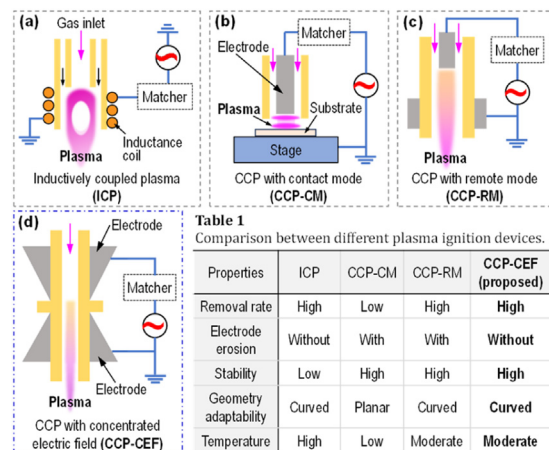 (a)
Gas inlet
Matcher
Inductance
coil
Plasma
Inductively coupled plasma
(ICP)
(b)
Matcher
Electrode
Plasma
Substrate
Stage
CCP with contact mode
(CCP-CM)
(c)
Matcher
Plasma
CCP with remote mode
(CCP-RM)
(d)
Electrode
Matcher
Electrode
Plasma
CCP with concentrated
electric field (CCP-CEF)
Table 1
Comparison between different plasma ignition devices.
Properties ICP CCP-CM CCP-RM CCP-CEF (proposed)
Removal rate High Low High High
Electrode erosion Without With With Without
Stability Low High High High
Geometry adaptability Curved Planar Curved Curved
Temperature High Low Moderate Moderate